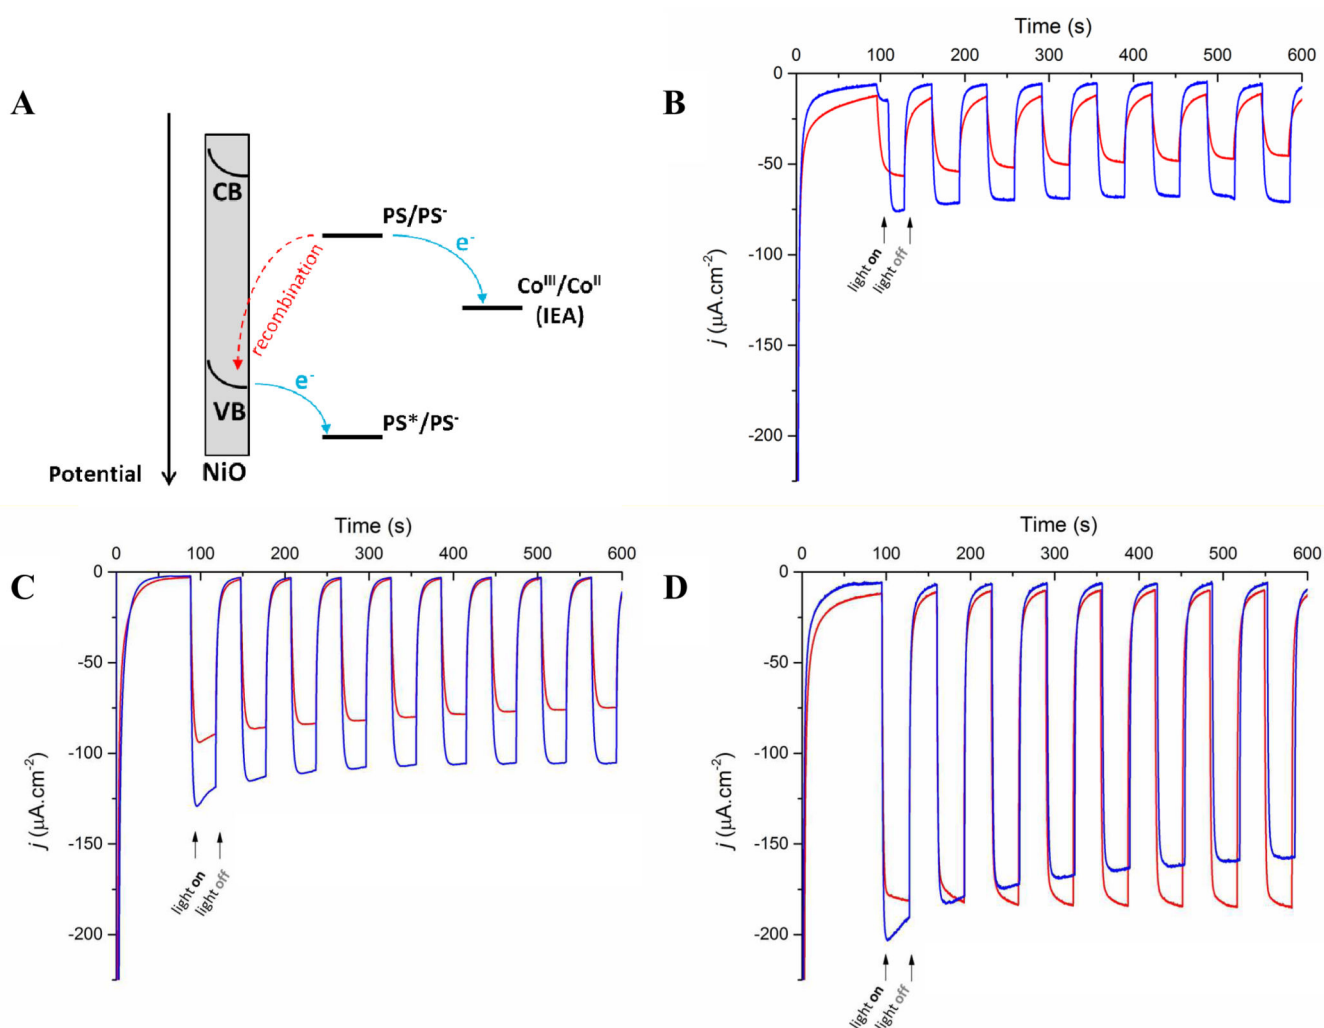 A
CB
PS/PS⁻
e⁻
recombination
Coᴵᴵᴵ/Coᴵᴵ
(IEA)
e⁻
VB
PS*/PS⁻
Potential
NiO
B
Time (s)
0 100 200 300 400 500 600
0
-50
-100
-150
-200
j (µA.cm⁻²)
light on
light off
C
Time (s)
0 100 200 300 400 500 600
0
-50
-100
-150
-200
j (µA.cm⁻²)
light on
light off
D
Time (s)
0 100 200 300 400 500 600
0
-50
-100
-150
-200
j (µA.cm⁻²)
light on
light off